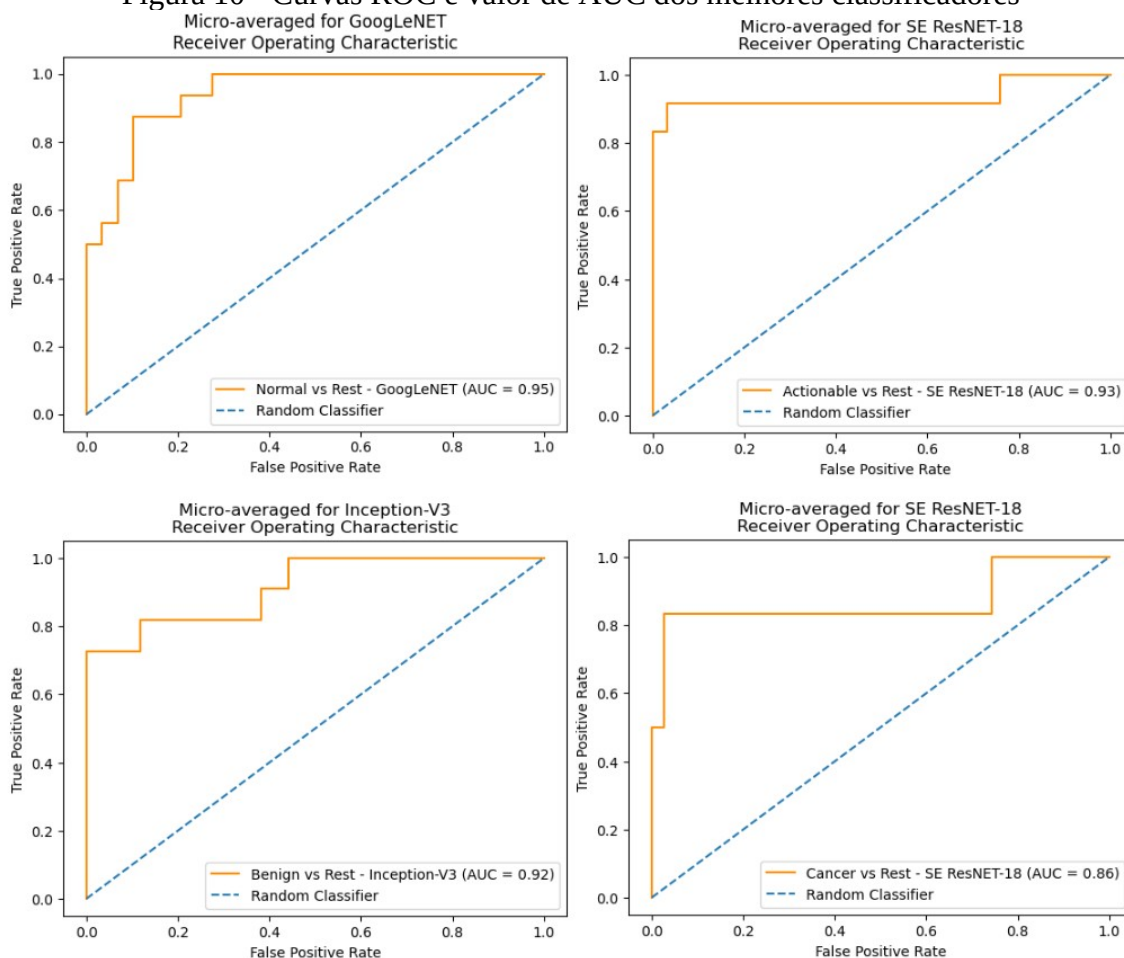 Figura 10 - Curvas ROC e valor de AUC dos melhores classificadores
Micro-averaged for GoogLeNET
Receiver Operating Characteristic
1.0
0.8
0.6
0.4
0.2
0.0
True Positive Rate
Normal vs Rest - GoogLeNET (AUC = 0.95)
Random Classifier
0.0 0.2 0.4 0.6 0.8 1.0
False Positive Rate
Micro-averaged for SE ResNET-18
Receiver Operating Characteristic
1.0
0.8
0.6
0.4
0.2
0.0
True Positive Rate
Actionable vs Rest - SE ResNET-18 (AUC = 0.93)
Random Classifier
0.0 0.2 0.4 0.6 0.8 1.0
False Positive Rate
Micro-averaged for Inception-V3
Receiver Operating Characteristic
1.0
0.8
0.6
0.4
0.2
0.0
True Positive Rate
Benign vs Rest - Inception-V3 (AUC = 0.92)
Random Classifier
0.0 0.2 0.4 0.6 0.8 1.0
False Positive Rate
Micro-averaged for SE ResNET-18
Receiver Operating Characteristic
1.0
0.8
0.6
0.4
0.2
0.0
True Positive Rate
Cancer vs Rest - SE ResNET-18 (AUC = 0.86)
Random Classifier
0.0 0.2 0.4 0.6 0.8 1.0
False Positive Rate